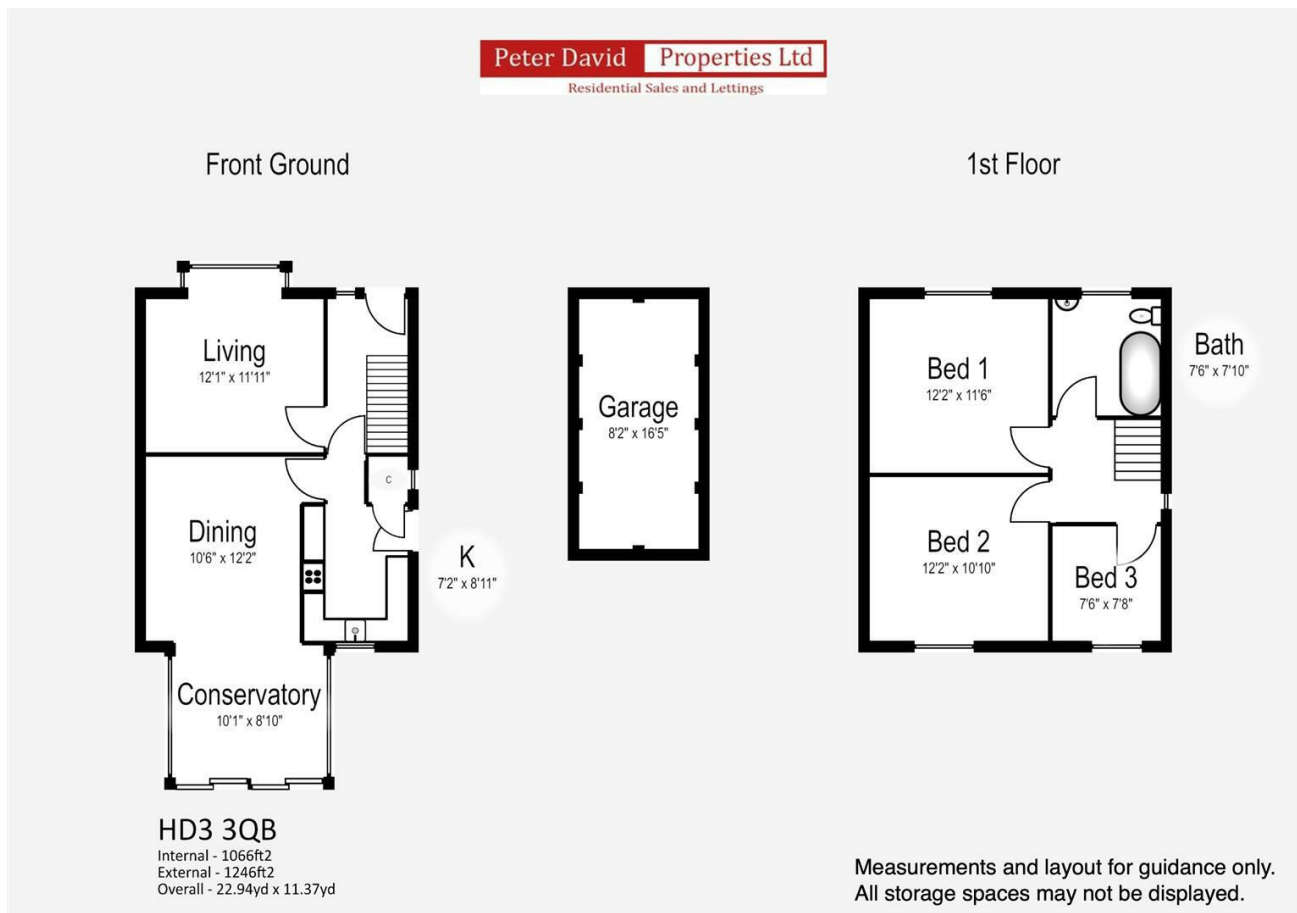 Peter David Properties Ltd
Residential Sales and Lettings
Front Ground
1st Floor
Living
12'1" x 11'11"
Dining
10'6" x 12'2"
C
K
7'2" x 8'11"
Conservatory
10'1" x 8'10"
Garage
8'2" x 16'5"
Bed 1
12'2" x 11'6"
Bath
7'6" x 7'10"
Bed 2
12'2" x 10'10"
Bed 3
7'6" x 7'8"
HD3 3QB
Internal - 1066ft2
External - 1246ft2
Overall - 22.94yd x 11.37yd
Measurements and layout for guidance only.
All storage spaces may not be displayed.